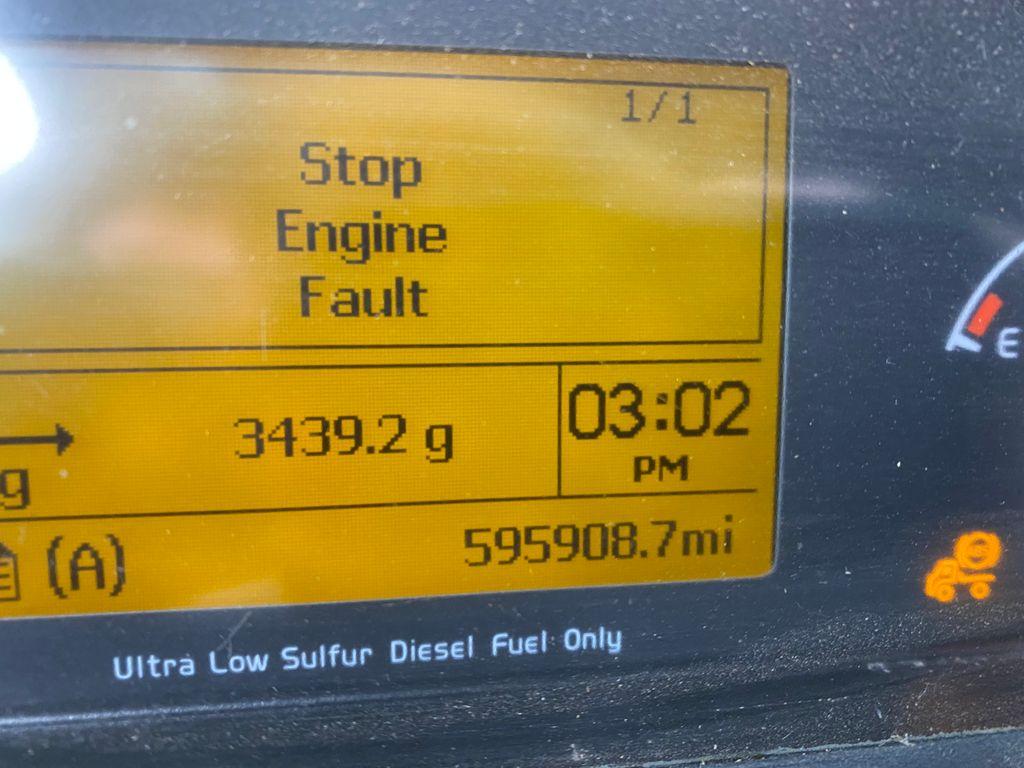 1/1
Stop
Engine
Fault
3439.2 g
03:02
PM
g
(A)
595908.7mi
E
Ultra Low Sulfur Diesel Fuel Only